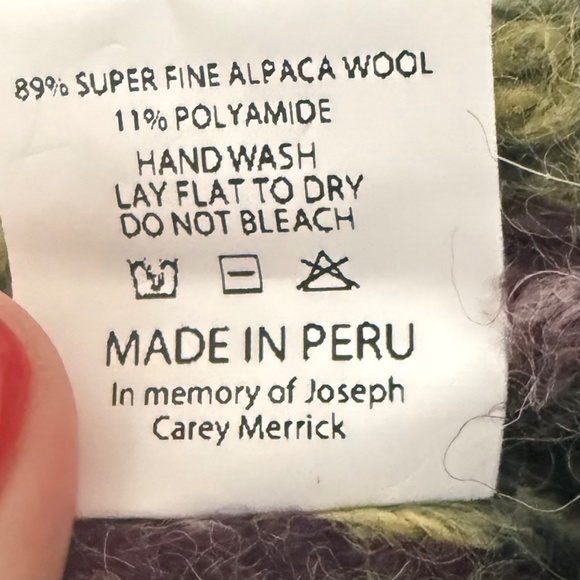 89% SUPER FINE ALPACA WOOL
11% POLYAMIDE
HAND WASH
LAY FLAT TO DRY
DO NOT BLEACH
MADE IN PERU
In memory of Joseph
Carey Merrick